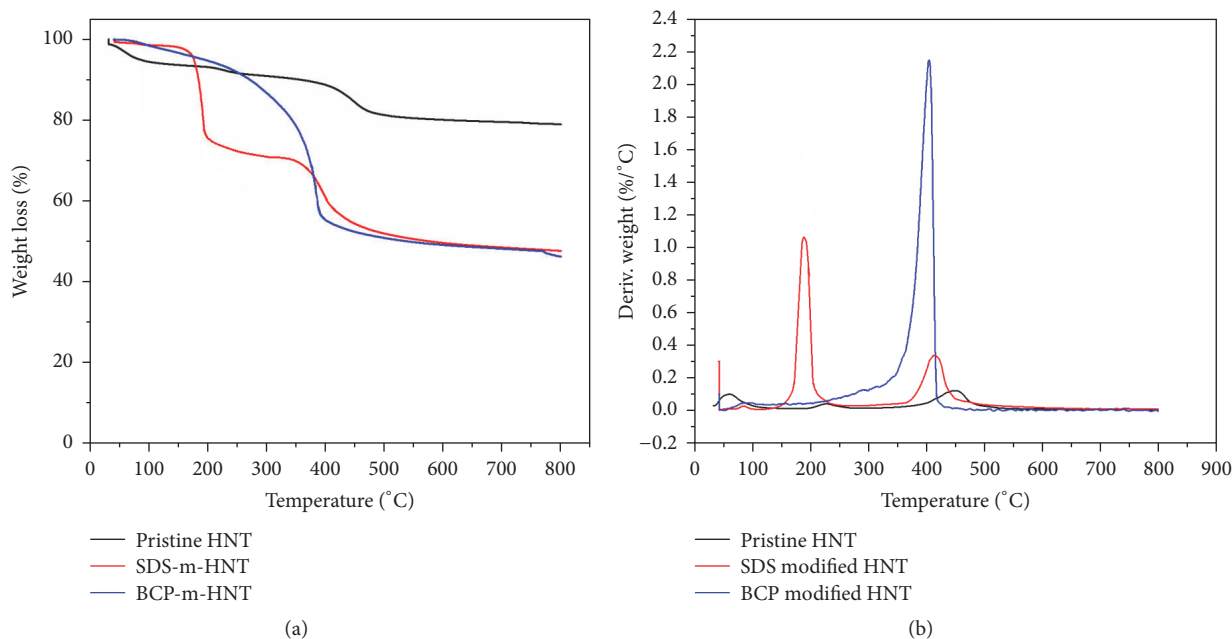 100
80
60
40
20
0
Weight loss (%)
0 100 200 300 400 500 600 700 800
Temperature (˚C)
Pristine HNT
SDS-m-HNT
BCP-m-HNT
(a)
2.4
2.2
2.0
1.8
1.6
1.4
1.2
1.0
0.8
0.6
0.4
0.2
0.0
−0.2
Deriv. weight (%/˚C)
0 100 200 300 400 500 600 700 800 900
Temperature (˚C)
Pristine HNT
SDS modified HNT
BCP modified HNT
(b)